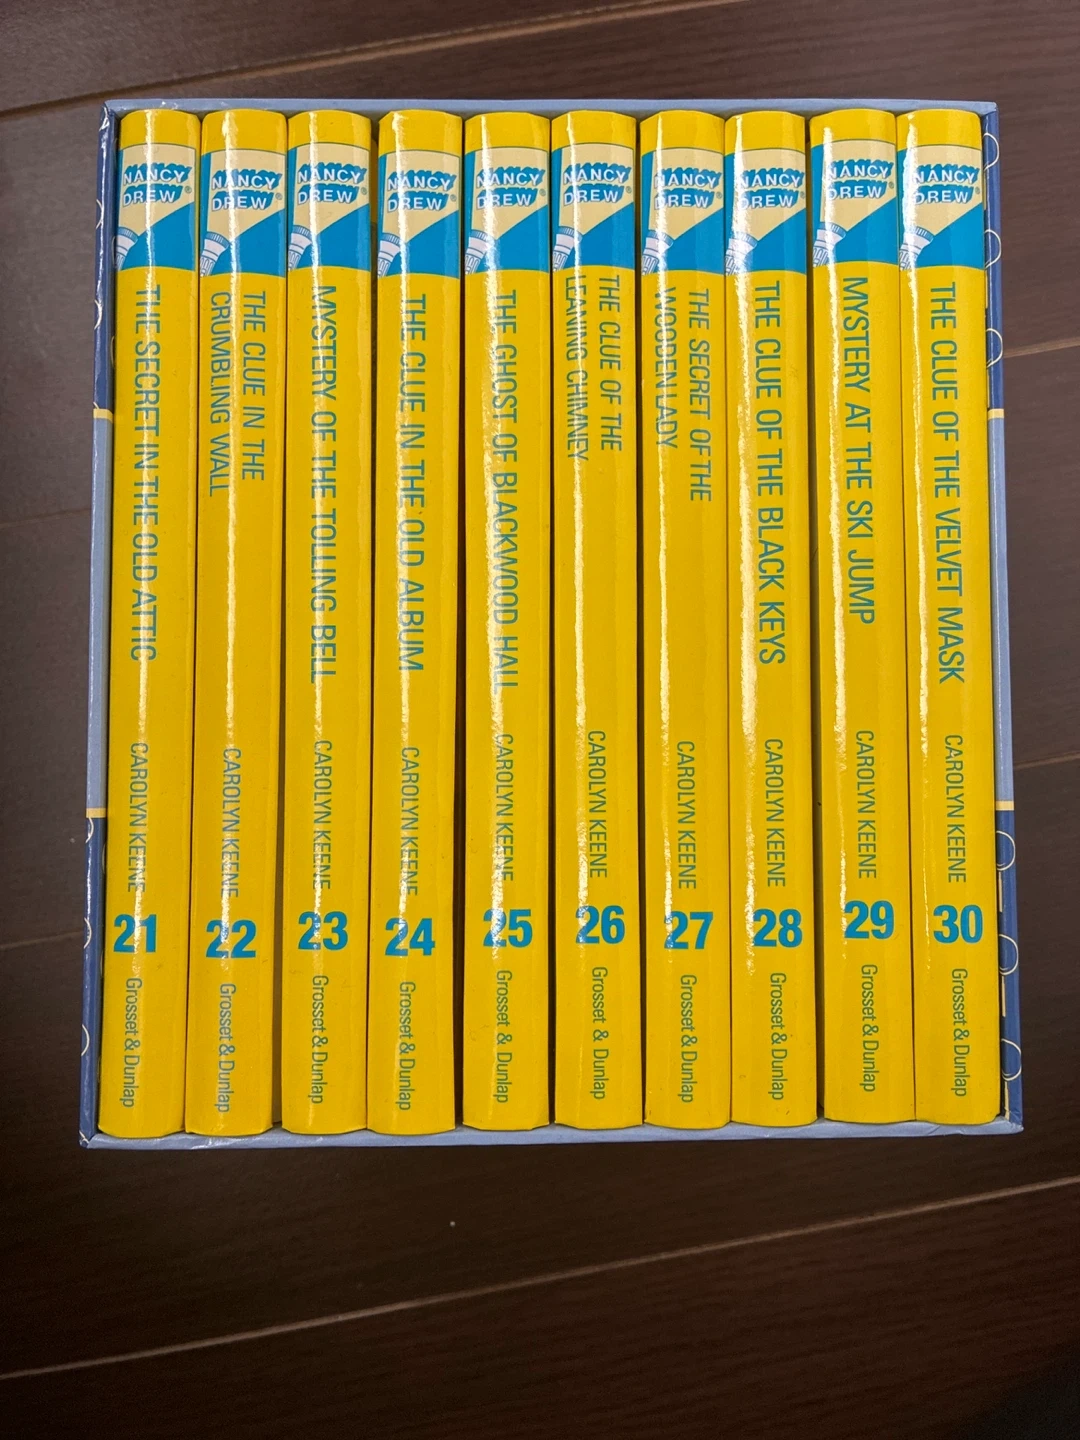 NANCY
DREW®
THE SECRET IN THE OLD ATTIC
CAROLYN KEENE
21
Grosset & Dunlap
NANCY
DREW®
THE CLUE IN THE
CRUMBLING WALL
CAROLYN KEENE
22
Grosset & Dunlap
NANCY
DREW®
MYSTERY OF THE TOLLING BELL
CAROLYN KEENE
23
Grosset & Dunlap
NANCY
DREW®
THE CLUE IN THE OLD ALBUM
CAROLYN KEENE
24
Grosset & Dunlap
NANCY
DREW®
THE GHOST OF BLACKWOOD HALL
CAROLYN KEENE
25
Grosset & Dunlap
NANCY
DREW®
THE CLUE OF THE
LEANING CHIMNEY
CAROLYN KEENE
26
Grosset & Dunlap
NANCY
DREW®
THE SECRET OF THE
WOODEN LADY
CAROLYN KEENE
27
Grosset & Dunlap
NANCY
DREW®
THE CLUE OF THE BLACK KEYS
CAROLYN KEENE
28
Grosset & Dunlap
NANCY
DREW®
MYSTERY AT THE SKI JUMP
CAROLYN KEENE
29
Grosset & Dunlap
NANCY
DREW®
THE CLUE OF THE VELVET MASK
CAROLYN KEENE
30
Grosset & Dunlap